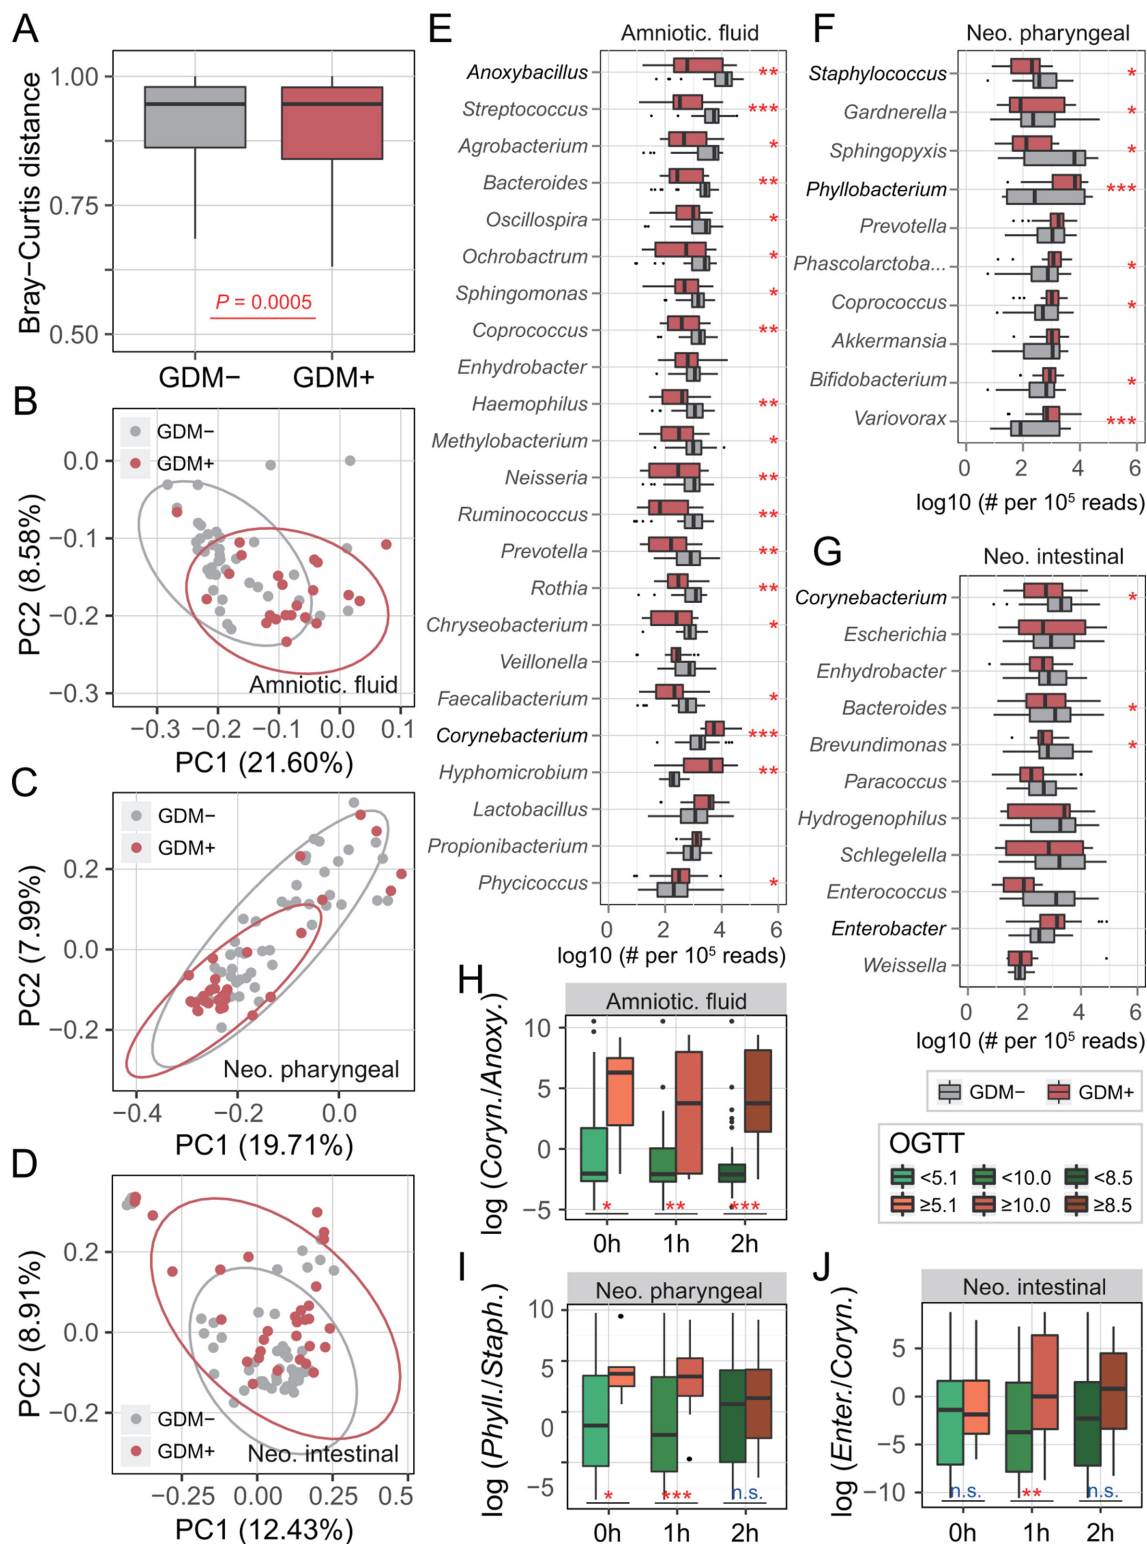 A
Bray−Curtis distance
1.00
0.75
0.50
P = 0.0005
GDM−
GDM+
B
GDM−
GDM+
PC2 (8.58%)
0.0
−0.1
−0.2
−0.3
Amniotic. fluid
−0.3
−0.2
−0.1
0.0
0.1
PC1 (21.60%)
C
GDM−
GDM+
PC2 (7.99%)
0.2
0.0
−0.2
Neo. pharyngeal
−0.4
−0.2
0.0
PC1 (19.71%)
D
PC2 (8.91%)
0.2
0.0
−0.2
GDM−
GDM+
Neo. intestinal
−0.25
0.00
0.25
0.5
PC1 (12.43%)
E
Amniotic. fluid
Anoxybacillus **
Streptococcus ***
Agrobacterium *
Bacteroides **
Oscillospira *
Ochrobactrum *
Sphingomonas *
Coprococcus **
Enhydrobacter
Haemophilus **
Methylobacterium *
Neisseria **
Ruminococcus **
Prevotella **
Rothia **
Chryseobacterium *
Veillonella
Faecalibacterium *
Corynebacterium ***
Hyphomicrobium **
Lactobacillus
Propionibacterium
Phycicoccus *
0 2 4 6
log10 (# per 10⁵ reads)
F
Neo. pharyngeal
Staphylococcus *
Gardnerella *
Sphingopyxis *
Phyllobacterium ***
Prevotella
Phascolarctoba... *
Coprococcus *
Akkermansia
Bifidobacterium *
Variovorax ***
0 2 4 6
log10 (# per 10⁵ reads)
G
Neo. intestinal
Corynebacterium *
Escherichia
Enhydrobacter
Bacteroides *
Brevundimonas *
Paracoccus
Hydrogenophilus
Schlegelella
Enterococcus
Enterobacter
Weissella
0 2 4 6
log10 (# per 10⁵ reads)
GDM− GDM+
OGTT
<5.1 <10.0 <8.5
≥5.1 ≥10.0 ≥8.5
H
Amniotic. fluid
log (Coryn./Anoxy.)
10
5
0
−5
* ** ***
0h 1h 2h
I
Neo. pharyngeal
log (Phyll./Staph.)
10
5
0
−5
* *** n.s.
0h 1h 2h
J
Neo. intestinal
log (Enter./Coryn.)
5
0
−5
−10
n.s. ** n.s.
0h 1h 2h